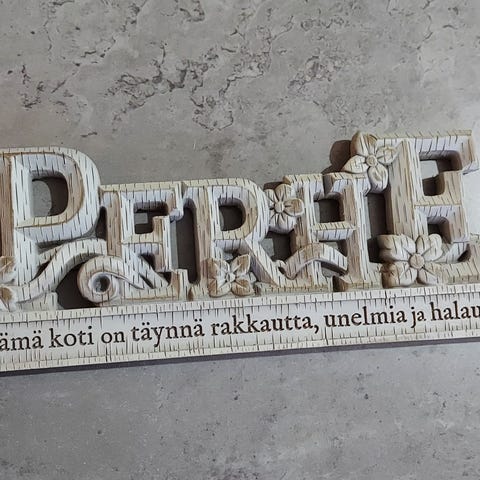 PERHE
ämä koti on täynnä rakkautta, unelmia ja halau